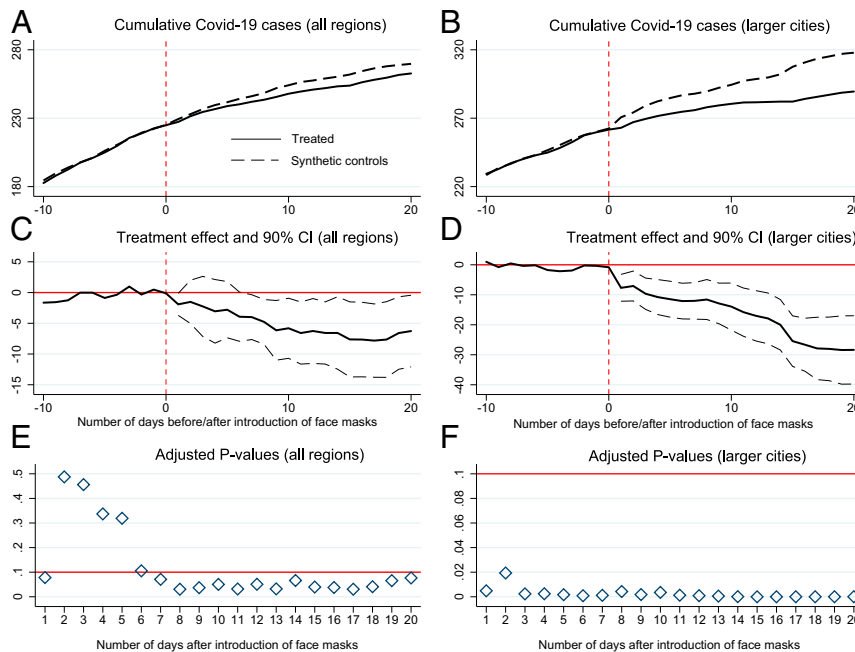 A
Cumulative Covid-19 cases (all regions)
280
230
180
Treated
Synthetic controls
-10 0 10 20
B
Cumulative Covid-19 cases (larger cities)
320
270
220
-10 0 10 20
C
Treatment effect and 90% CI (all regions)
5
0
-5
-10
-15
-10 0 10 20
Number of days before/after introduction of face masks
D
Treatment effect and 90% CI (larger cities)
0
-10
-20
-30
-40
-10 0 10 20
Number of days before/after introduction of face masks
E
Adjusted P-values (all regions)
.5
.4
.3
.2
.1
0
1 2 3 4 5 6 7 8 9 10 11 12 13 14 15 16 17 18 19 20
Number of days after introduction of face masks
F
Adjusted P-values (larger cities)
.1
.08
.06
.04
.02
0
1 2 3 4 5 6 7 8 9 10 11 12 13 14 15 16 17 18 19 20
Number of days after introduction of face masks